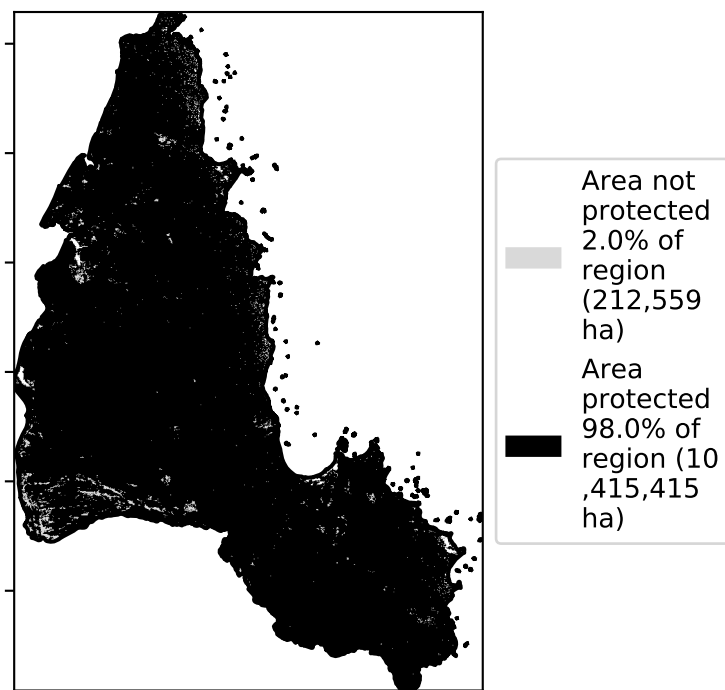 Area not
protected
2.0% of
region
(212,559
ha)
Area
protected
98.0% of
region (10
,415,415
ha)